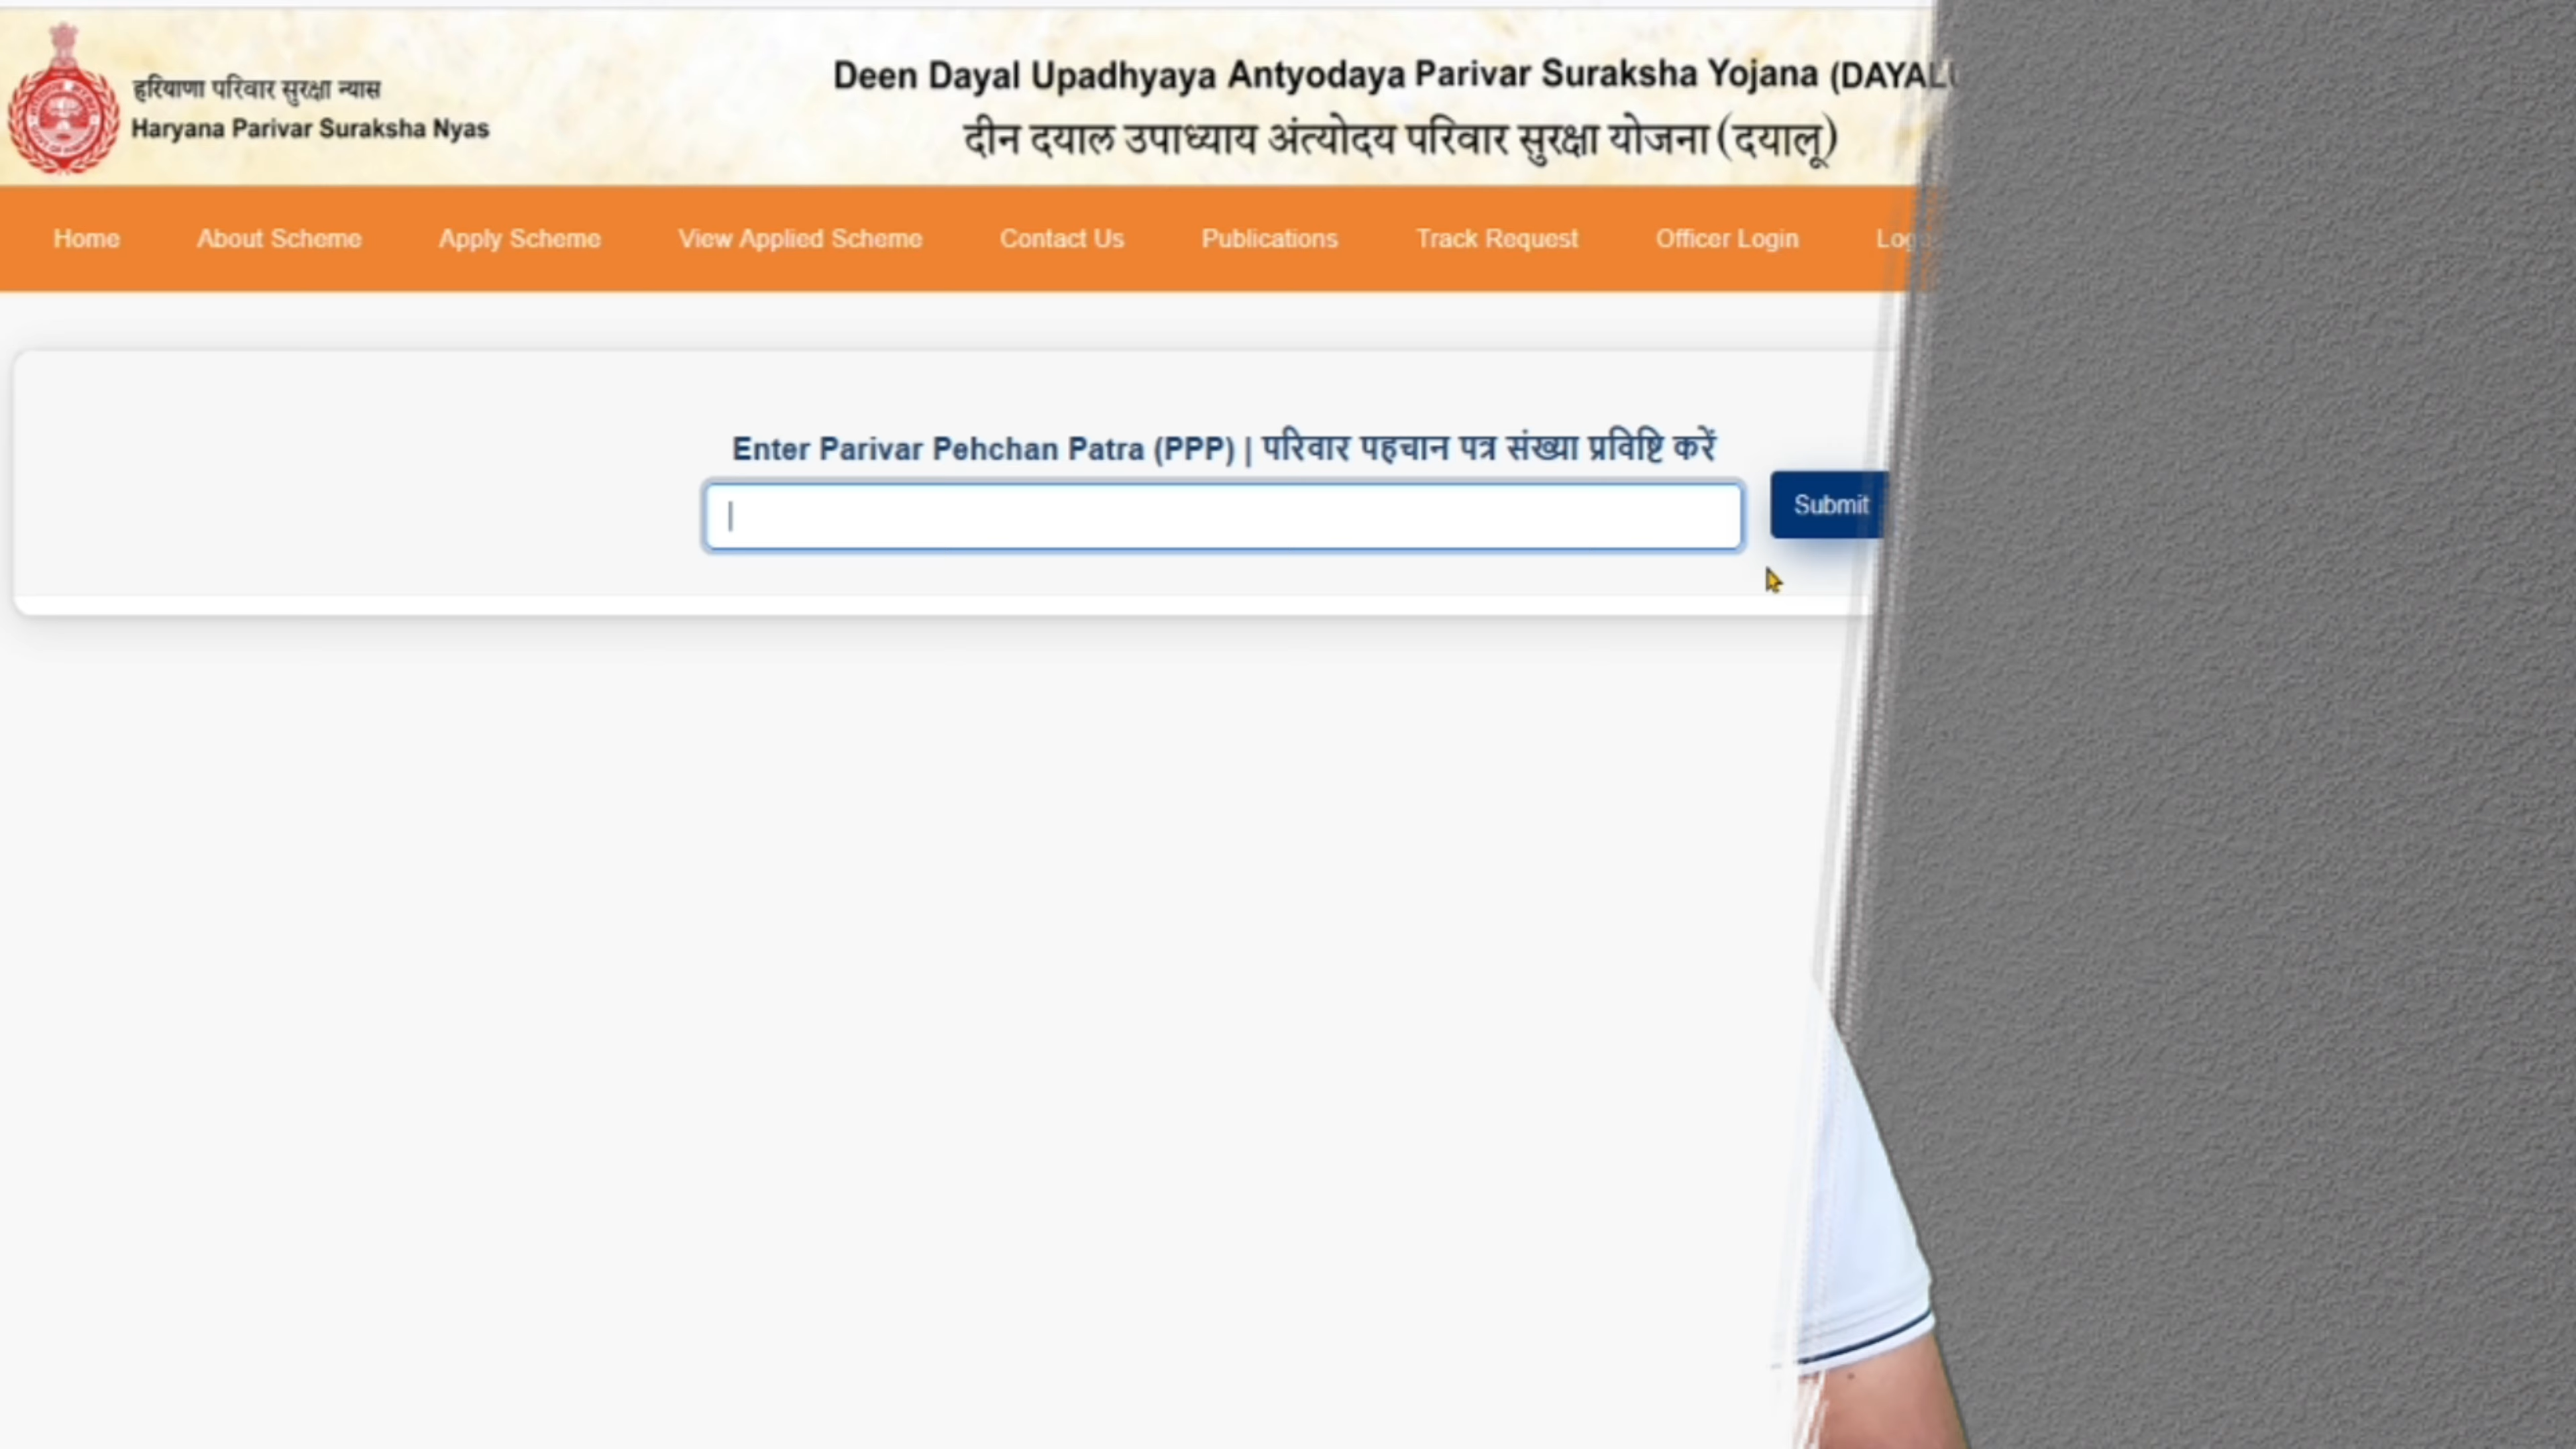 हरियाणा परिवार सुरक्षा न्यास
Haryana Parivar Suraksha Nyas
Deen Dayal Upadhyaya Antyodaya Parivar Suraksha Yojana (DAYAL
दीन दयाल उपाध्याय अंत्योदय परिवार सुरक्षा योजना (दयालू)
Home About Scheme Apply Scheme View Applied Scheme Contact Us Publications Track Request Officer Login
Enter Parivar Pehchan Patra (PPP) | परिवार पहचान पत्र संख्या प्रविष्टि करें
Submit